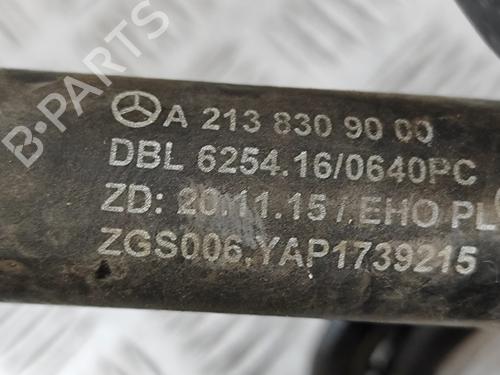 A 213 830 90 00
DBL 6254.16/0640PC
ZD: 20.11.15 / EHO PL
ZGS006.YAP1739215
B-Parts